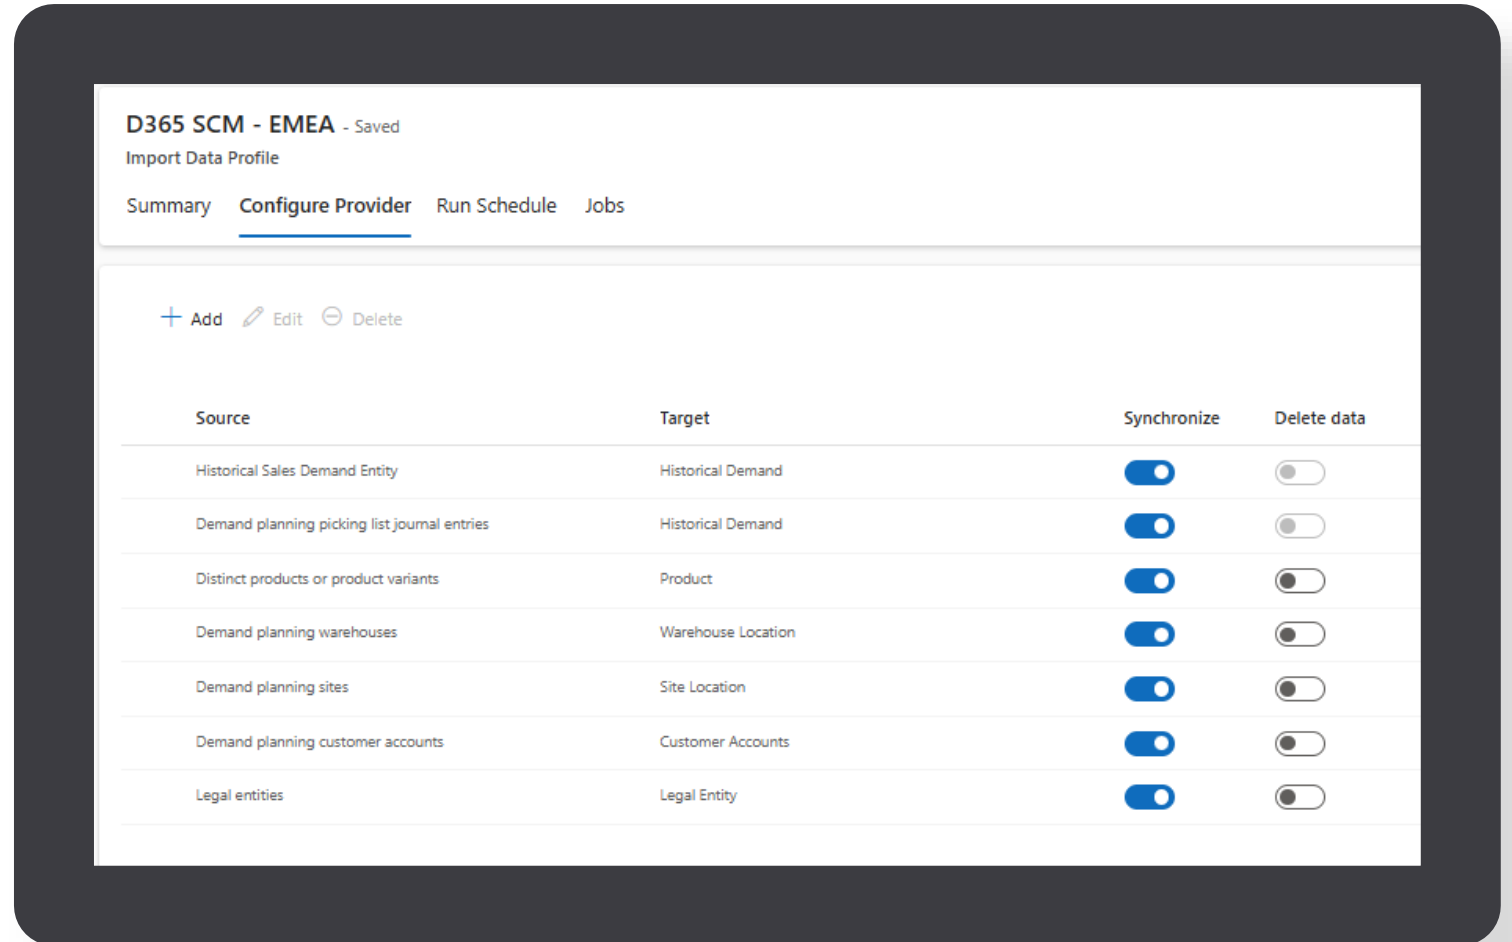 D365 SCM - EMEA - Saved
Import Data Profile
Summary Configure Provider Run Schedule Jobs
Add Edit Delete
Source Target Synchronize Delete data
Historical Sales Demand Entity Historical Demand
Demand planning picking list journal entries Historical Demand
Distinct products or product variants Product
Demand planning warehouses Warehouse Location
Demand planning sites Site Location
Demand planning customer accounts Customer Accounts
Legal entities Legal Entity